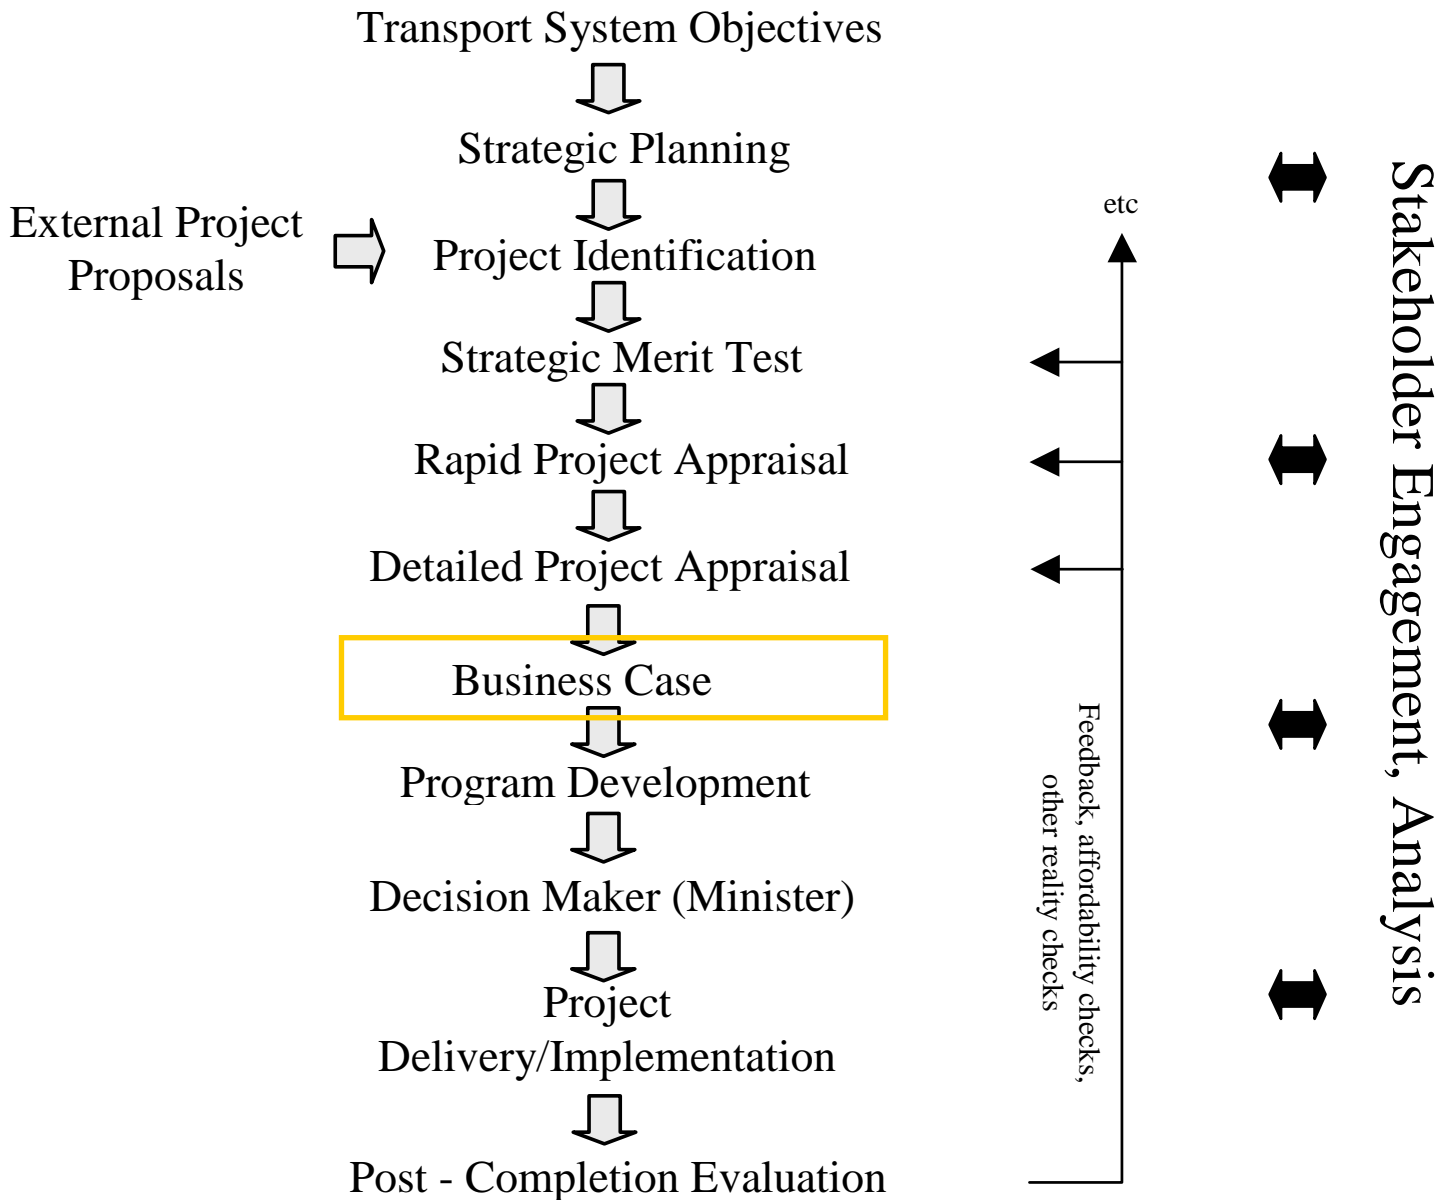 Transport System Objectives
Strategic Planning
External Project
Proposals
Project Identification
etc
Strategic Merit Test
Rapid Project Appraisal
Detailed Project Appraisal
Business Case
Program Development
Decision Maker (Minister)
Project
Delivery/Implementation
Post - Completion Evaluation
Feedback, affordability checks,
other reality checks
Stakeholder Engagement, Analysis